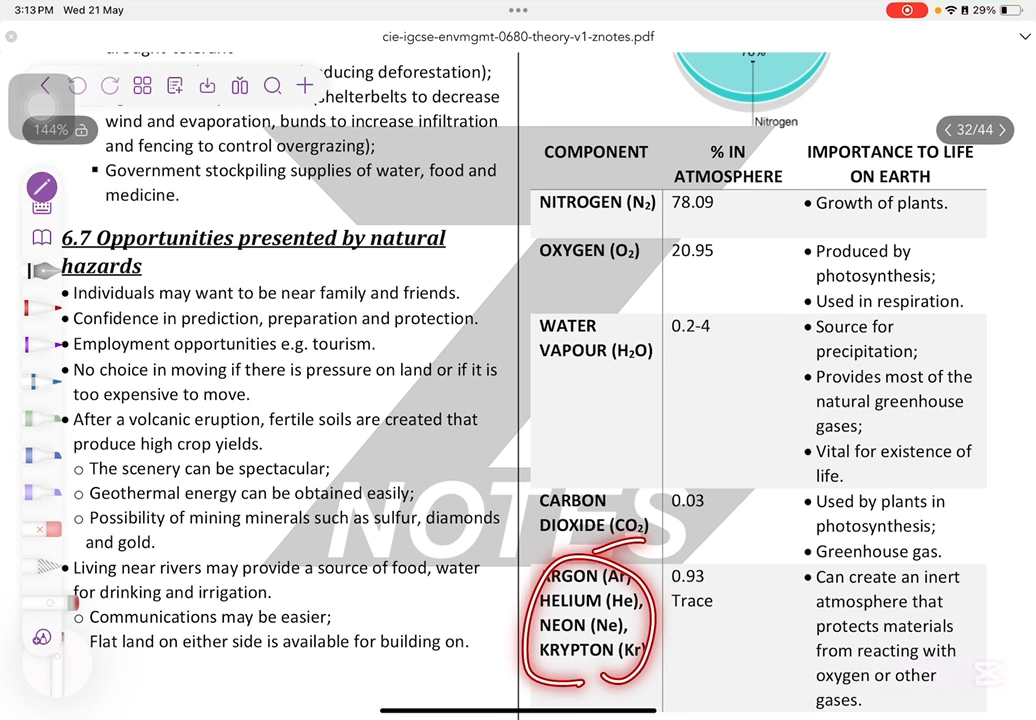 3:13 PM Wed 21 May
29%
cie-igcse-envmgmt-0680-theory-v1-znotes.pdf
144%
32/44
drought tolerant
ducing deforestation);
shelterbelts to decrease
wind and evaporation, bunds to increase infiltration
and fencing to control overgrazing);
▪ Government stockpiling supplies of water, food and
medicine.
6.7 Opportunities presented by natural
hazards
• Individuals may want to be near family and friends.
• Confidence in prediction, preparation and protection.
• Employment opportunities e.g. tourism.
• No choice in moving if there is pressure on land or if it is
too expensive to move.
• After a volcanic eruption, fertile soils are created that
produce high crop yields.
o The scenery can be spectacular;
o Geothermal energy can be obtained easily;
o Possibility of mining minerals such as sulfur, diamonds
and gold.
• Living near rivers may provide a source of food, water
for drinking and irrigation.
o Communications may be easier;
Flat land on either side is available for building on.
78%
Nitrogen
COMPONENT % IN IMPORTANCE TO LIFE
ATMOSPHERE ON EARTH
NITROGEN (N₂) 78.09 • Growth of plants.
OXYGEN (O₂) 20.95 • Produced by
photosynthesis;
• Used in respiration.
WATER 0.2-4 • Source for
VAPOUR (H₂O) precipitation;
• Provides most of the
natural greenhouse
gases;
• Vital for existence of
life.
CARBON 0.03 • Used by plants in
DIOXIDE (CO₂) photosynthesis;
• Greenhouse gas.
ARGON (Ar) 0.93 • Can create an inert
HELIUM (He), Trace atmosphere that
NEON (Ne), protects materials
KRYPTON (Kr) from reacting with
oxygen or other
gases.
NOTES